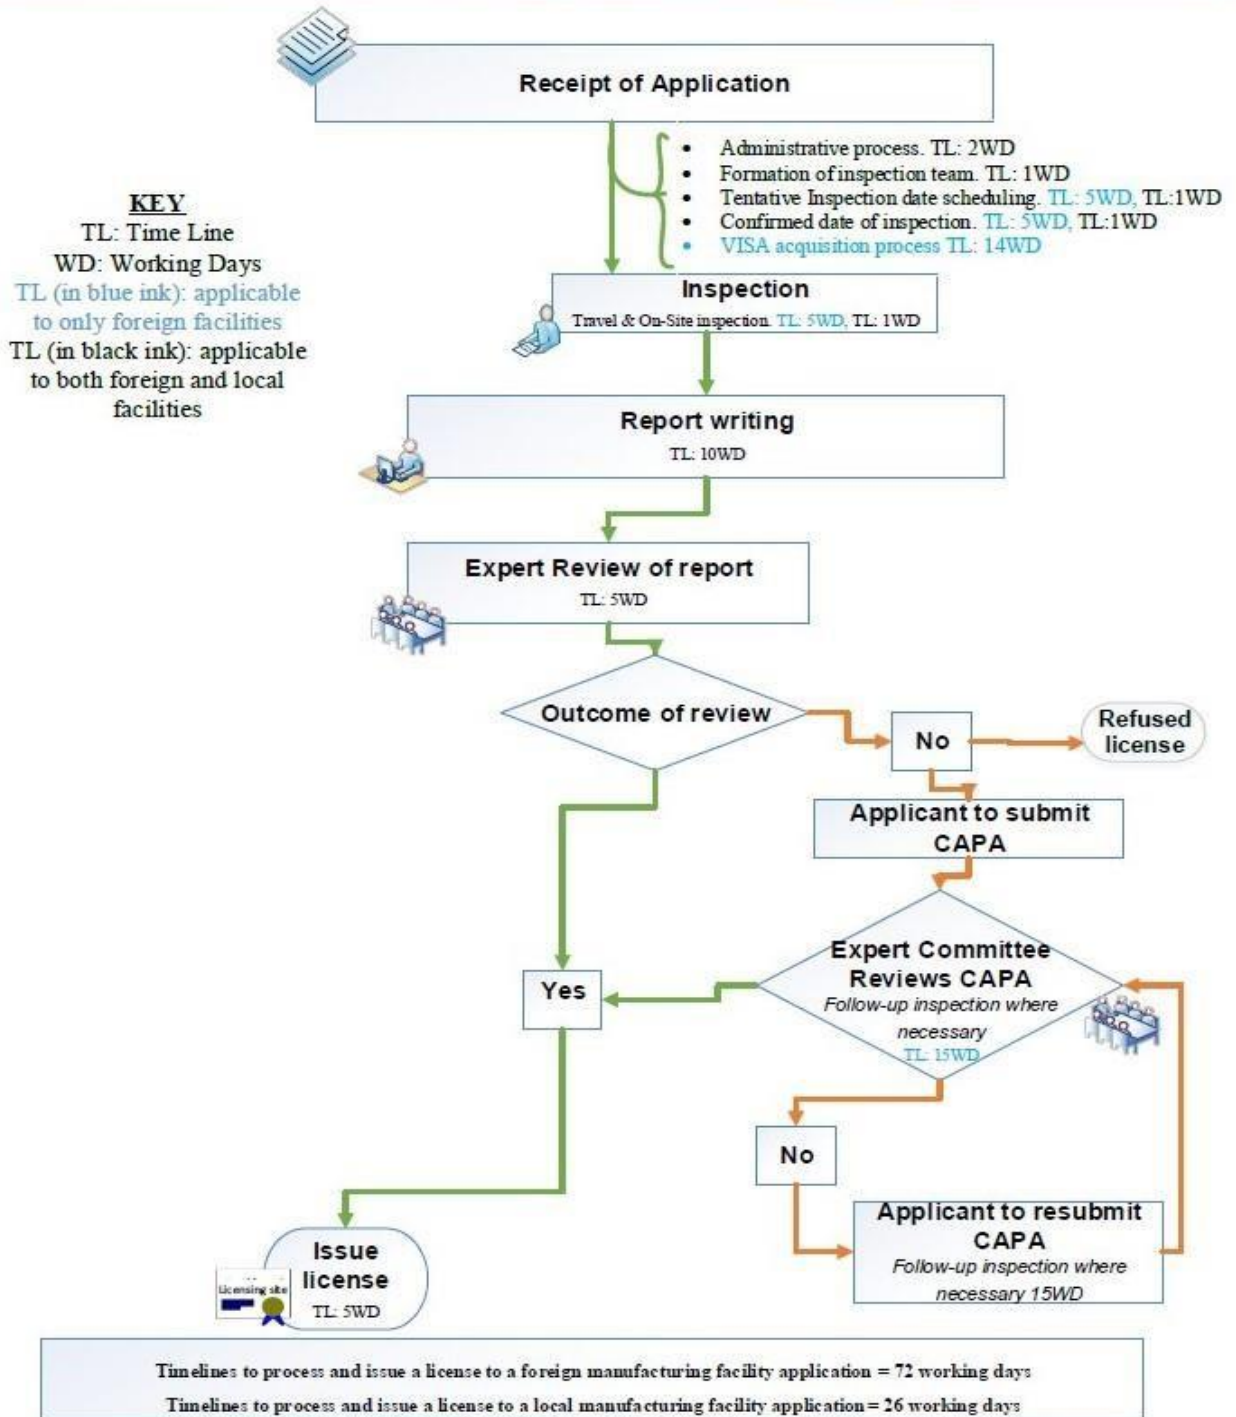 Receipt of Application
• Administrative process. TL: 2WD
• Formation of inspection team. TL: 1WD
• Tentative Inspection date scheduling. TL: 5WD, TL:1WD
• Confirmed date of inspection. TL: 5WD, TL:1WD
• VISA acquisition process TL: 14WD
KEY
TL: Time Line
WD: Working Days
TL (in blue ink): applicable
to only foreign facilities
TL (in black ink): applicable
to both foreign and local
facilities
Inspection
Travel & On-Site inspection. TL: 5WD, TL: 1WD
Report writing
TL: 10WD
Expert Review of report
TL: 5WD
Outcome of review
No
Refused
license
Applicant to submit
CAPA
Expert Committee
Reviews CAPA
Follow-up inspection where
necessary
TL: 15WD
Yes
No
Applicant to resubmit
CAPA
Follow-up inspection where
necessary 15WD
Issue
license
TL: 5WD
Licensing site
Timelines to process and issue a license to a foreign manufacturing facility application = 72 working days
Timelines to process and issue a license to a local manufacturing facility application = 26 working days